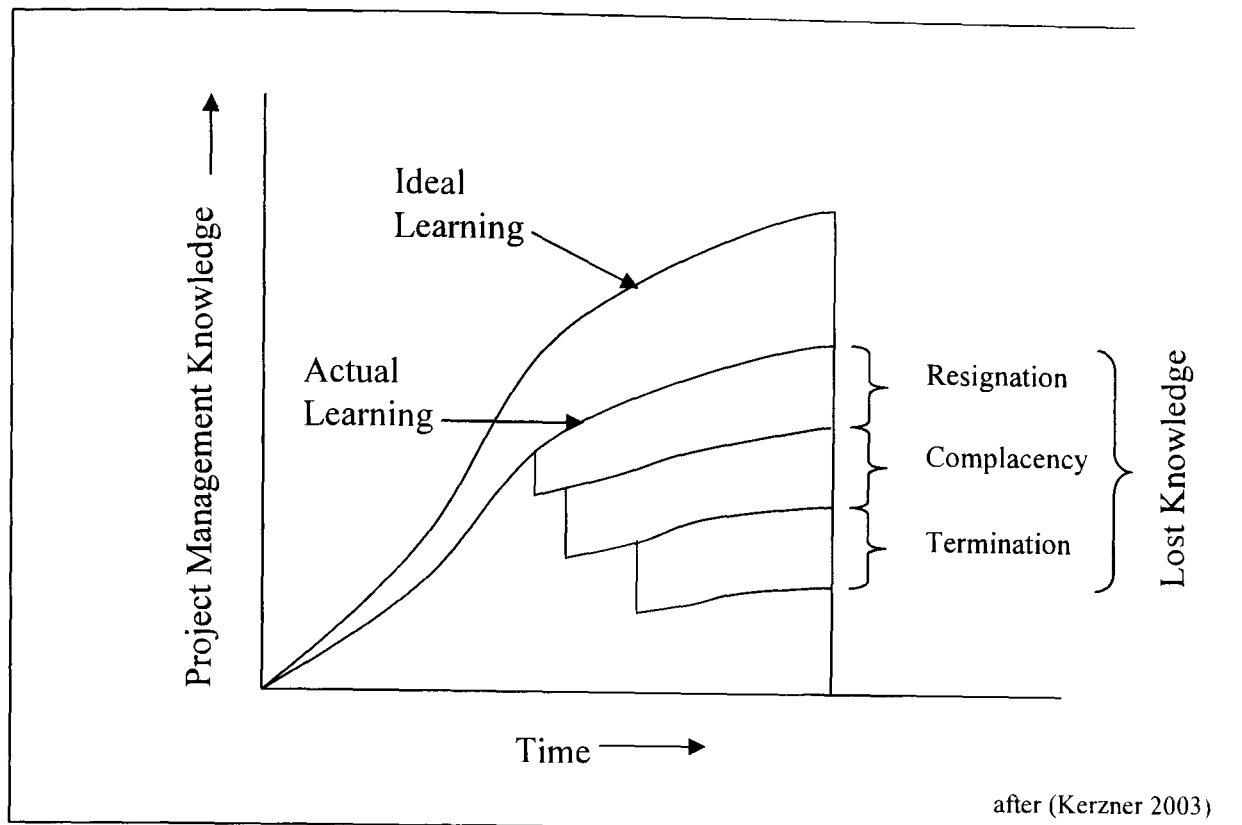 Project Management Knowledge
Ideal
Learning
Actual
Learning
Resignation
Complacency
Termination
Lost Knowledge
Time
after (Kerzner 2003)